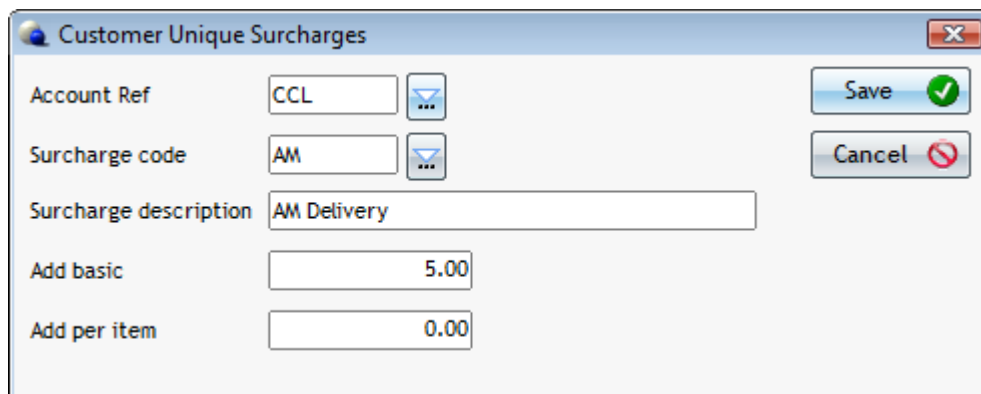 Customer Unique Surcharges
Account Ref CCL Save
Surcharge code AM Cancel
Surcharge description AM Delivery
Add basic 5.00
Add per item 0.00